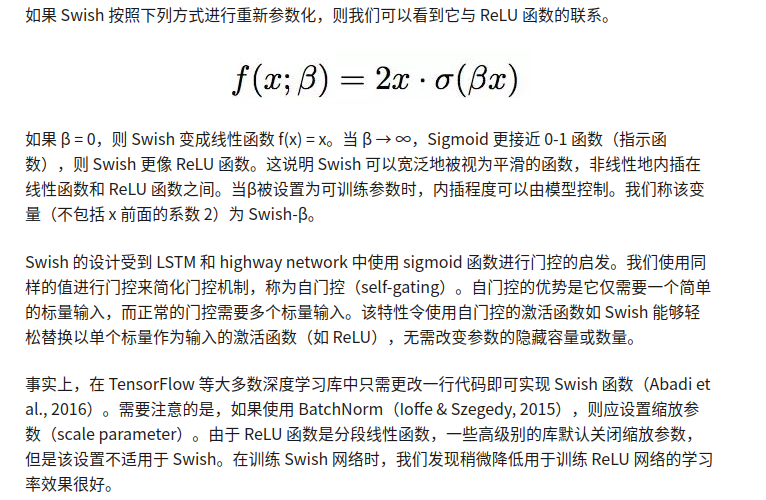 如果 Swish 按照下列方式进行重新参数化，则我们可以看到它与 ReLU 函数的联系。
f(x; β) = 2x · σ(βx)
如果 β = 0，则 Swish 变成线性函数 f(x) = x。当 β → ∞，Sigmoid 更接近 0-1 函数（指示函
数），则 Swish 更像 ReLU 函数。这说明 Swish 可以宽泛地被视为平滑的函数，非线性地内插在
线性函数和 ReLU 函数之间。当β被设置为可训练参数时，内插程度可以由模型控制。我们称该变
量（不包括 x 前面的系数 2）为 Swish-β。
Swish 的设计受到 LSTM 和 highway network 中使用 sigmoid 函数进行门控的启发。我们使用同
样的值进行门控来简化门控机制，称为自门控（self-gating）。自门控的优势是它仅需要一个简单
的标量输入，而正常的门控需要多个标量输入。该特性令使用自门控的激活函数如 Swish 能够轻
松替换以单个标量作为输入的激活函数（如 ReLU），无需改变参数的隐藏容量或数量。
事实上，在 TensorFlow 等大多数深度学习库中只需更改一行代码即可实现 Swish 函数（Abadi et
al., 2016）。需要注意的是，如果使用 BatchNorm（Ioffe & Szegedy, 2015），则应设置缩放参
数（scale parameter）。由于 ReLU 函数是分段线性函数，一些高级别的库默认关闭缩放参数，
但是该设置不适用于 Swish。在训练 Swish 网络时，我们发现稍微降低用于训练 ReLU 网络的学习
率效果很好。